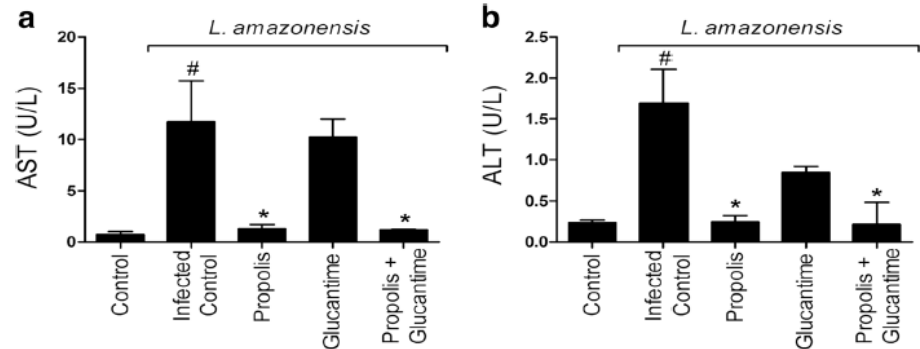 a
L. amazonensis
AST (U/L)
20
15
10
5
0
#
*
*
Control
Infected
Control
Propolis
Glucantime
Propolis +
Glucantime
b
L. amazonensis
ALT (U/L)
2.5
2.0
1.5
1.0
0.5
0.0
#
*
*
Control
Infected
Control
Propolis
Glucantime
Propolis +
Glucantime